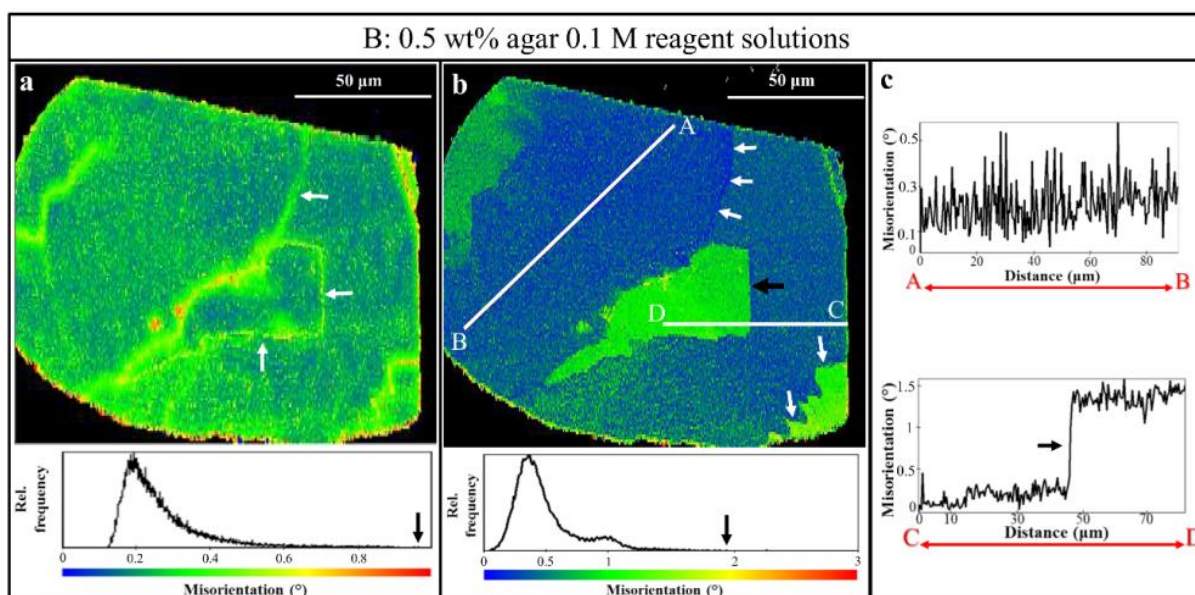 B: 0.5 wt% agar 0.1 M reagent solutions
a
50 µm
b
50 µm
A
B
D
C
c
Misorientation (°)
0.5
0.3
0.1
0
0
20
40
60
80
Distance (µm)
A
B
Misorientation (°)
1.5
1
0.5
0
0
10
30
50
70
Distance (µm)
C
D
Rel.
frequency
0
0.2
0.4
0.6
0.8
Misorientation (°)
Rel.
frequency
0
0.5
1
2
3
Misorientation (°)